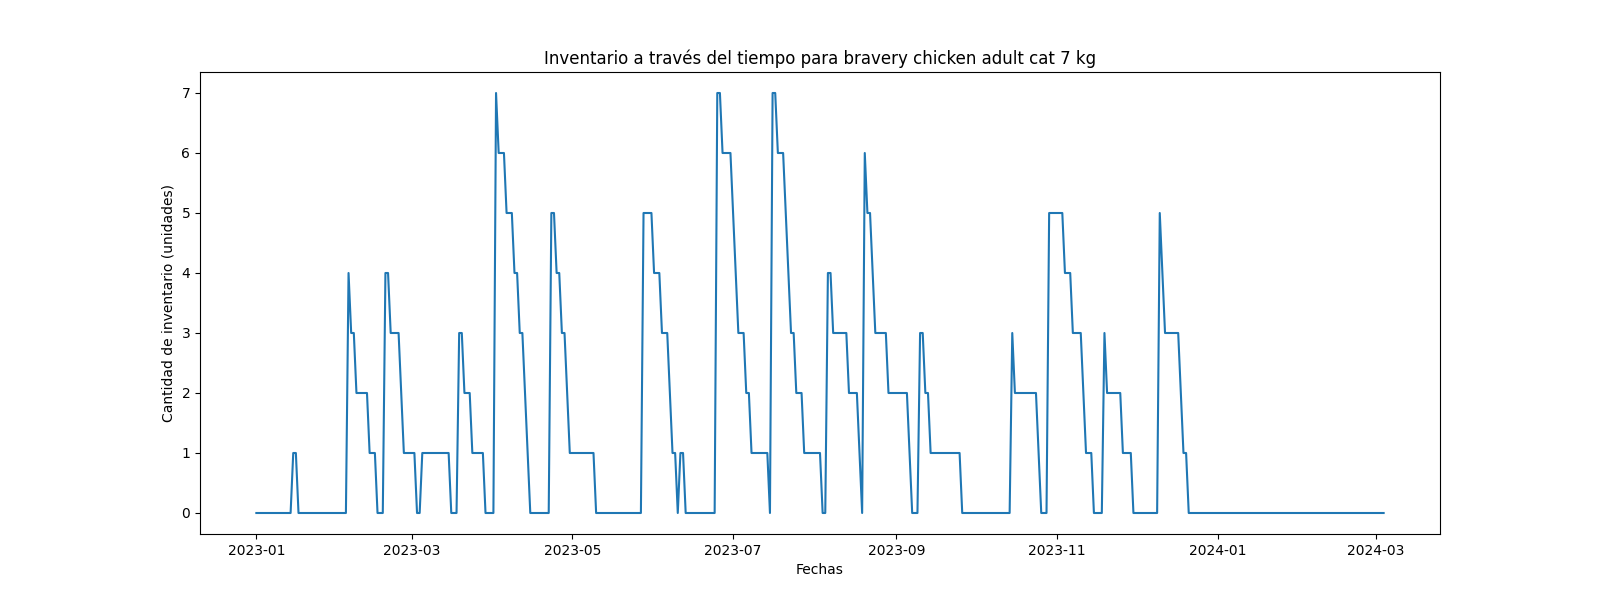 Inventario a través del tiempo para bravery chicken adult cat 7 kg
Cantidad de inventario (unidades)
7
6
5
4
3
2
1
0
2023-01 2023-03 2023-05 2023-07 2023-09 2023-11 2024-01 2024-03
Fechas